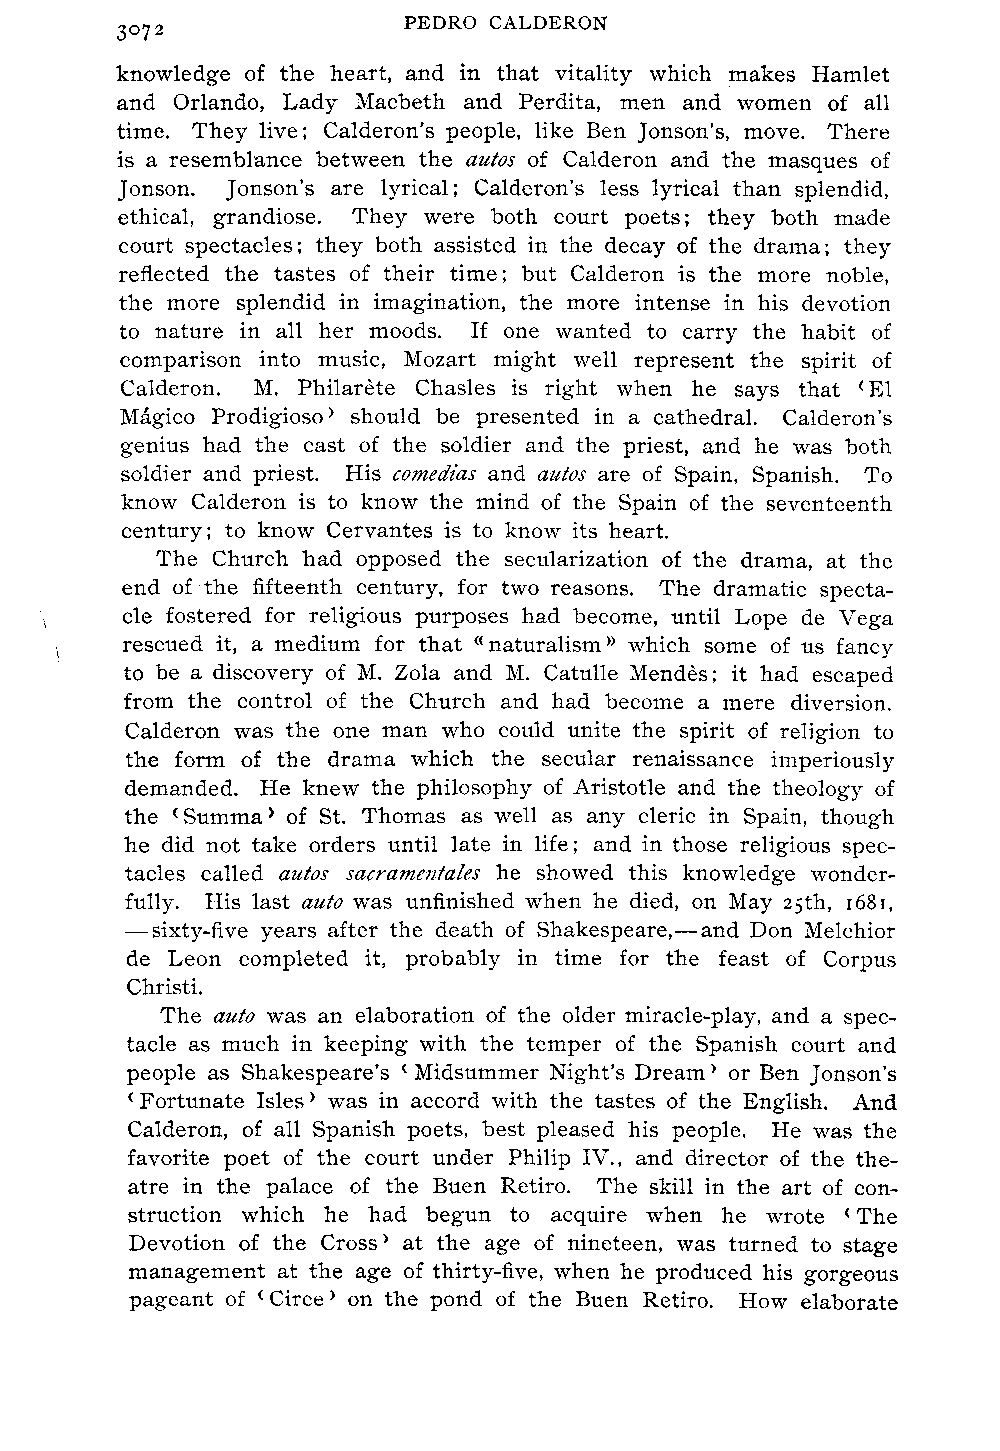 3072 PEDRO CALDERON
knowledge of the heart, and in that vitality which makes Hamlet
and Orlando, Lady Macbeth and Perdita, men and women of all
time. They live; Calderon's people, like Ben Jonson's, move. There
is a resemblance between the autos of Calderon and the masques of
Jonson. Jonson's are lyrical; Calderon's less lyrical than splendid,
ethical, grandiose. They were both court poets; they both made
court spectacles; they both assisted in the decay of the drama; they
reflected the tastes of their time; but Calderon is the more noble,
the more splendid in imagination, the more intense in his devotion
to nature in all her moods. If one wanted to carry the habit of
comparison into music, Mozart might well represent the spirit of
Calderon. M. Philarète Chasles is right when he says that ‹El
Mágico Prodigioso› should be presented in a cathedral. Calderon's
genius had the cast of the soldier and the priest, and he was both
soldier and priest. His comedias and autos are of Spain, Spanish. To
know Calderon is to know the mind of the Spain of the seventeenth
century; to know Cervantes is to know its heart.
The Church had opposed the secularization of the drama, at the
end of the fifteenth century, for two reasons. The dramatic specta-
cle fostered for religious purposes had become, until Lope de Vega
rescued it, a medium for that «naturalism» which some of us fancy
to be a discovery of M. Zola and M. Catulle Mendès; it had escaped
from the control of the Church and had become a mere diversion.
Calderon was the one man who could unite the spirit of religion to
the form of the drama which the secular renaissance imperiously
demanded. He knew the philosophy of Aristotle and the theology of
the ‹Summa› of St. Thomas as well as any cleric in Spain, though
he did not take orders until late in life; and in those religious spec-
tacles called autos sacramentales he showed this knowledge wonder-
fully. His last auto was unfinished when he died, on May 25th, 1681,
—sixty-five years after the death of Shakespeare,—and Don Melchior
de Leon completed it, probably in time for the feast of Corpus
Christi.
The auto was an elaboration of the older miracle-play, and a spec-
tacle as much in keeping with the temper of the Spanish court and
people as Shakespeare's ‹Midsummer Night's Dream› or Ben Jonson's
‹Fortunate Isles› was in accord with the tastes of the English. And
Calderon, of all Spanish poets, best pleased his people. He was the
favorite poet of the court under Philip IV., and director of the the-
atre in the palace of the Buen Retiro. The skill in the art of con-
struction which he had begun to acquire when he wrote ‹The
Devotion of the Cross› at the age of nineteen, was turned to stage
management at the age of thirty-five, when he produced his gorgeous
pageant of ‹Circe› on the pond of the Buen Retiro. How elaborate